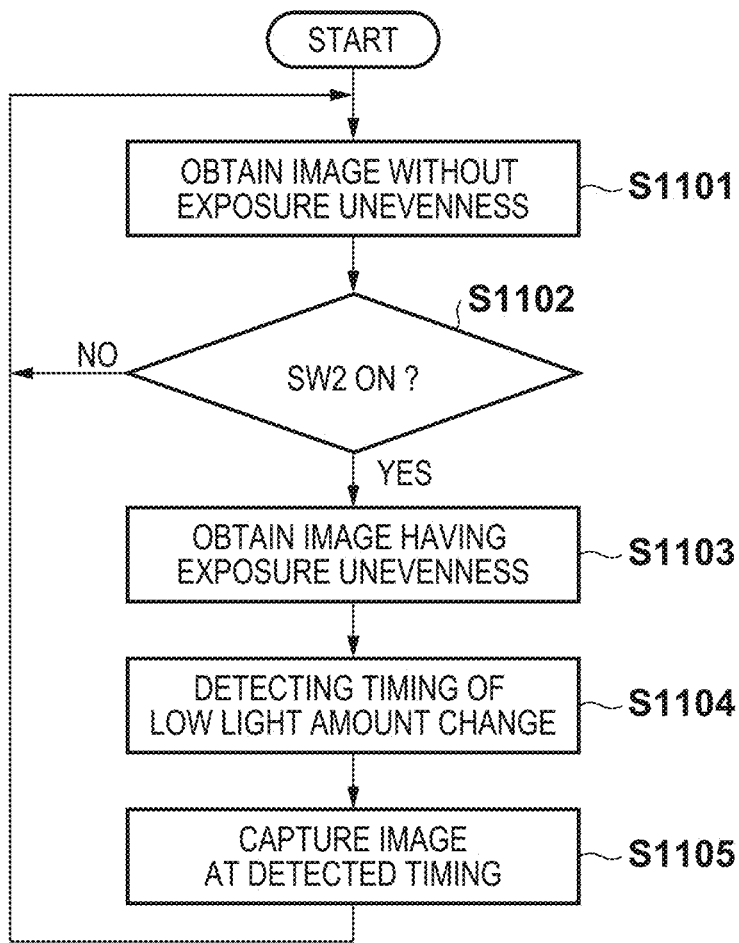 START
OBTAIN IMAGE WITHOUT
EXPOSURE UNEVENNESS
S1101
S1102
SW2 ON ?
NO
YES
OBTAIN IMAGE HAVING
EXPOSURE UNEVENNESS
S1103
DETECTING TIMING OF
LOW LIGHT AMOUNT CHANGE
S1104
CAPTURE IMAGE
AT DETECTED TIMING
S1105